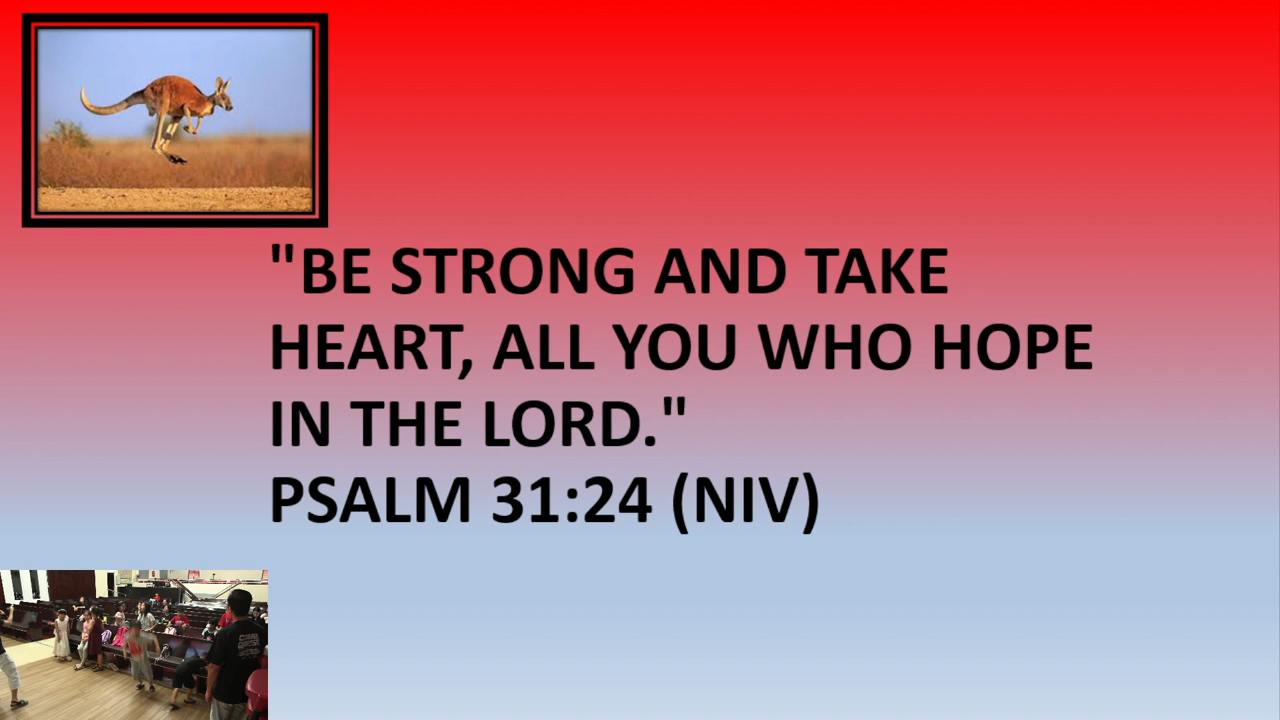 "BE STRONG AND TAKE
HEART, ALL YOU WHO HOPE
IN THE LORD."
PSALM 31:24 (NIV)